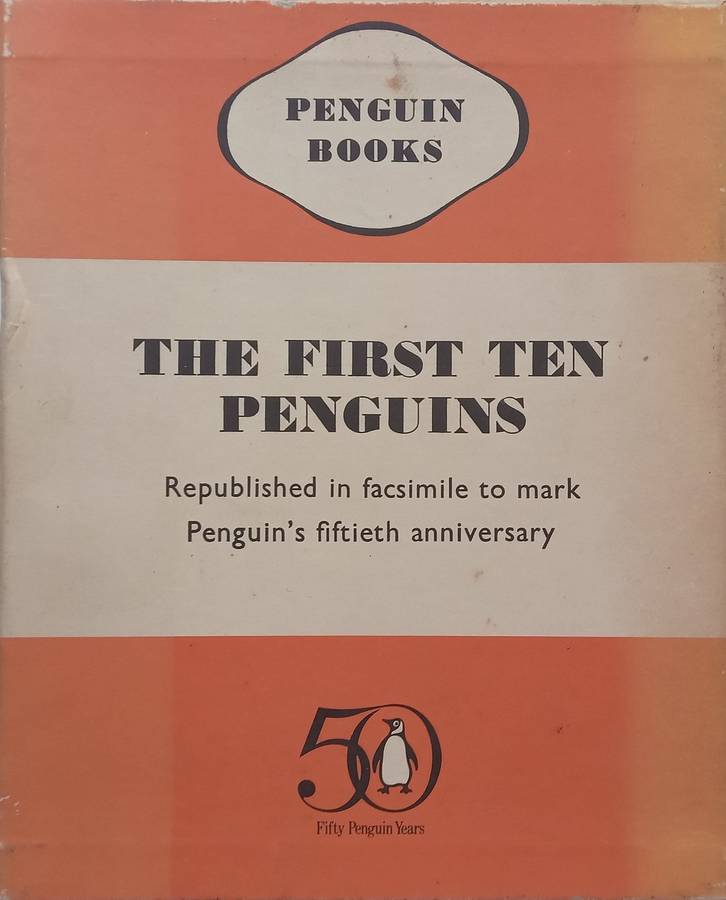 PENGUIN
BOOKS
THE FIRST TEN
PENGUINS
Republished in facsimile to mark
Penguin's fiftieth anniversary
50
Fifty Penguin Years